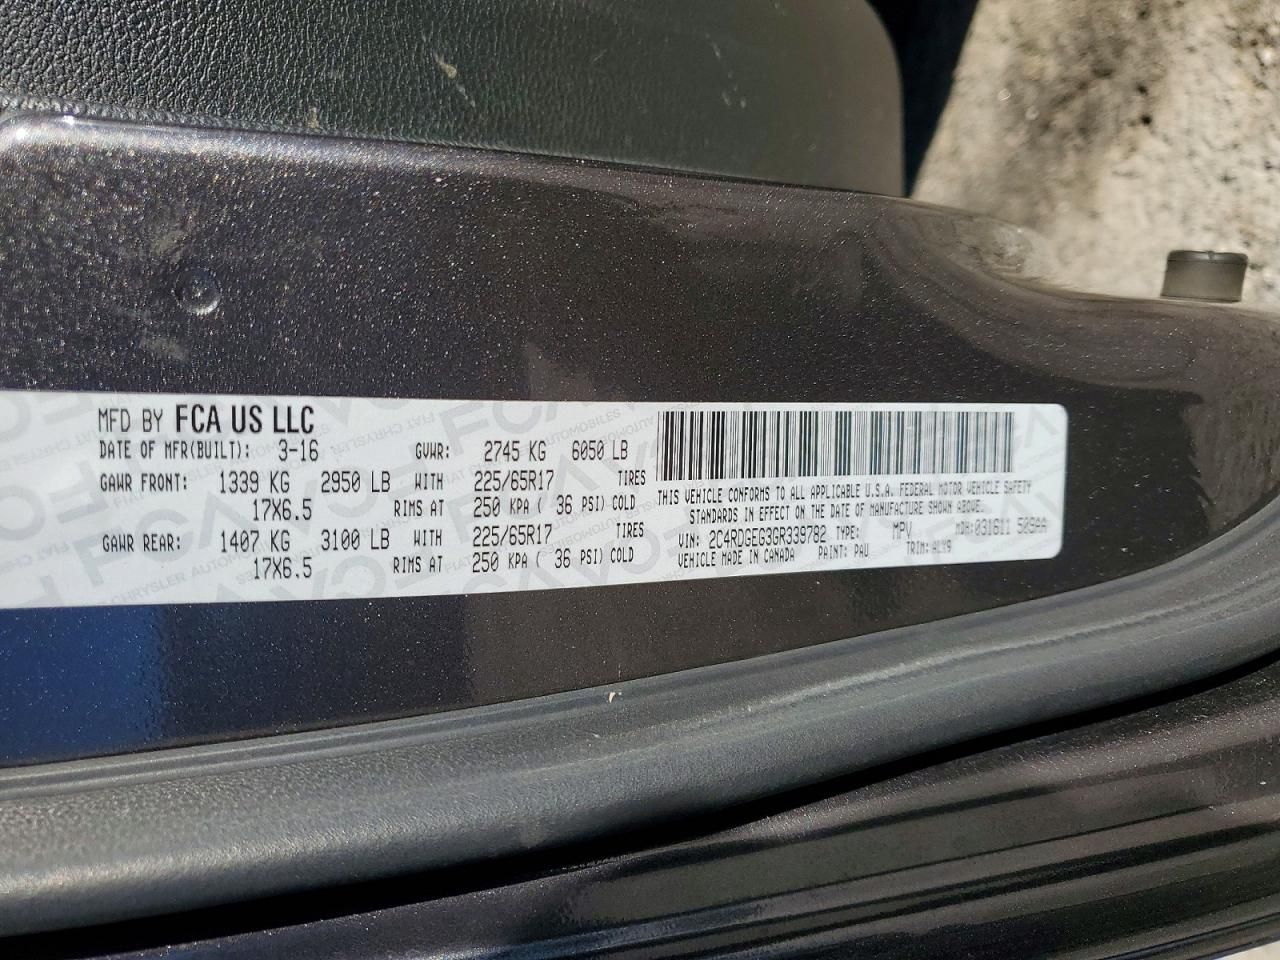 MFD BY FCA US LLC
DATE OF MFR(BUILT): 3-16 GVWR: 2745 KG 6050 LB
GAWR FRONT: 1339 KG 2950 LB WITH 225/65R17 TIRES
17X6.5 RIMS AT 250 KPA ( 36 PSI) COLD
GAWR REAR: 1407 KG 3100 LB WITH 225/65R17 TIRES
17X6.5 RIMS AT 250 KPA ( 36 PSI) COLD
THIS VEHICLE CONFORMS TO ALL APPLICABLE U.S.A. FEDERAL MOTOR VEHICLE SAFETY
STANDARDS IN EFFECT ON THE DATE OF MANUFACTURE SHOWN ABOVE.
VIN: 2C4RDGEG3GR339782 TYPE: MPV MDH:031611 509AA
VEHICLE MADE IN CANADA PAINT: PAU TRIM: